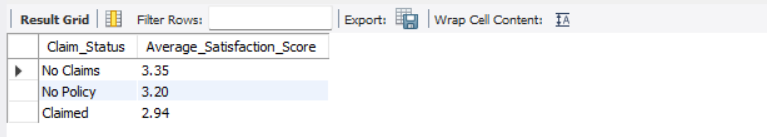 Result Grid Filter Rows: Export: Wrap Cell Content: IA
Claim_Status Average_Satisfaction_Score
No Claims 3.35
No Policy 3.20
Claimed 2.94